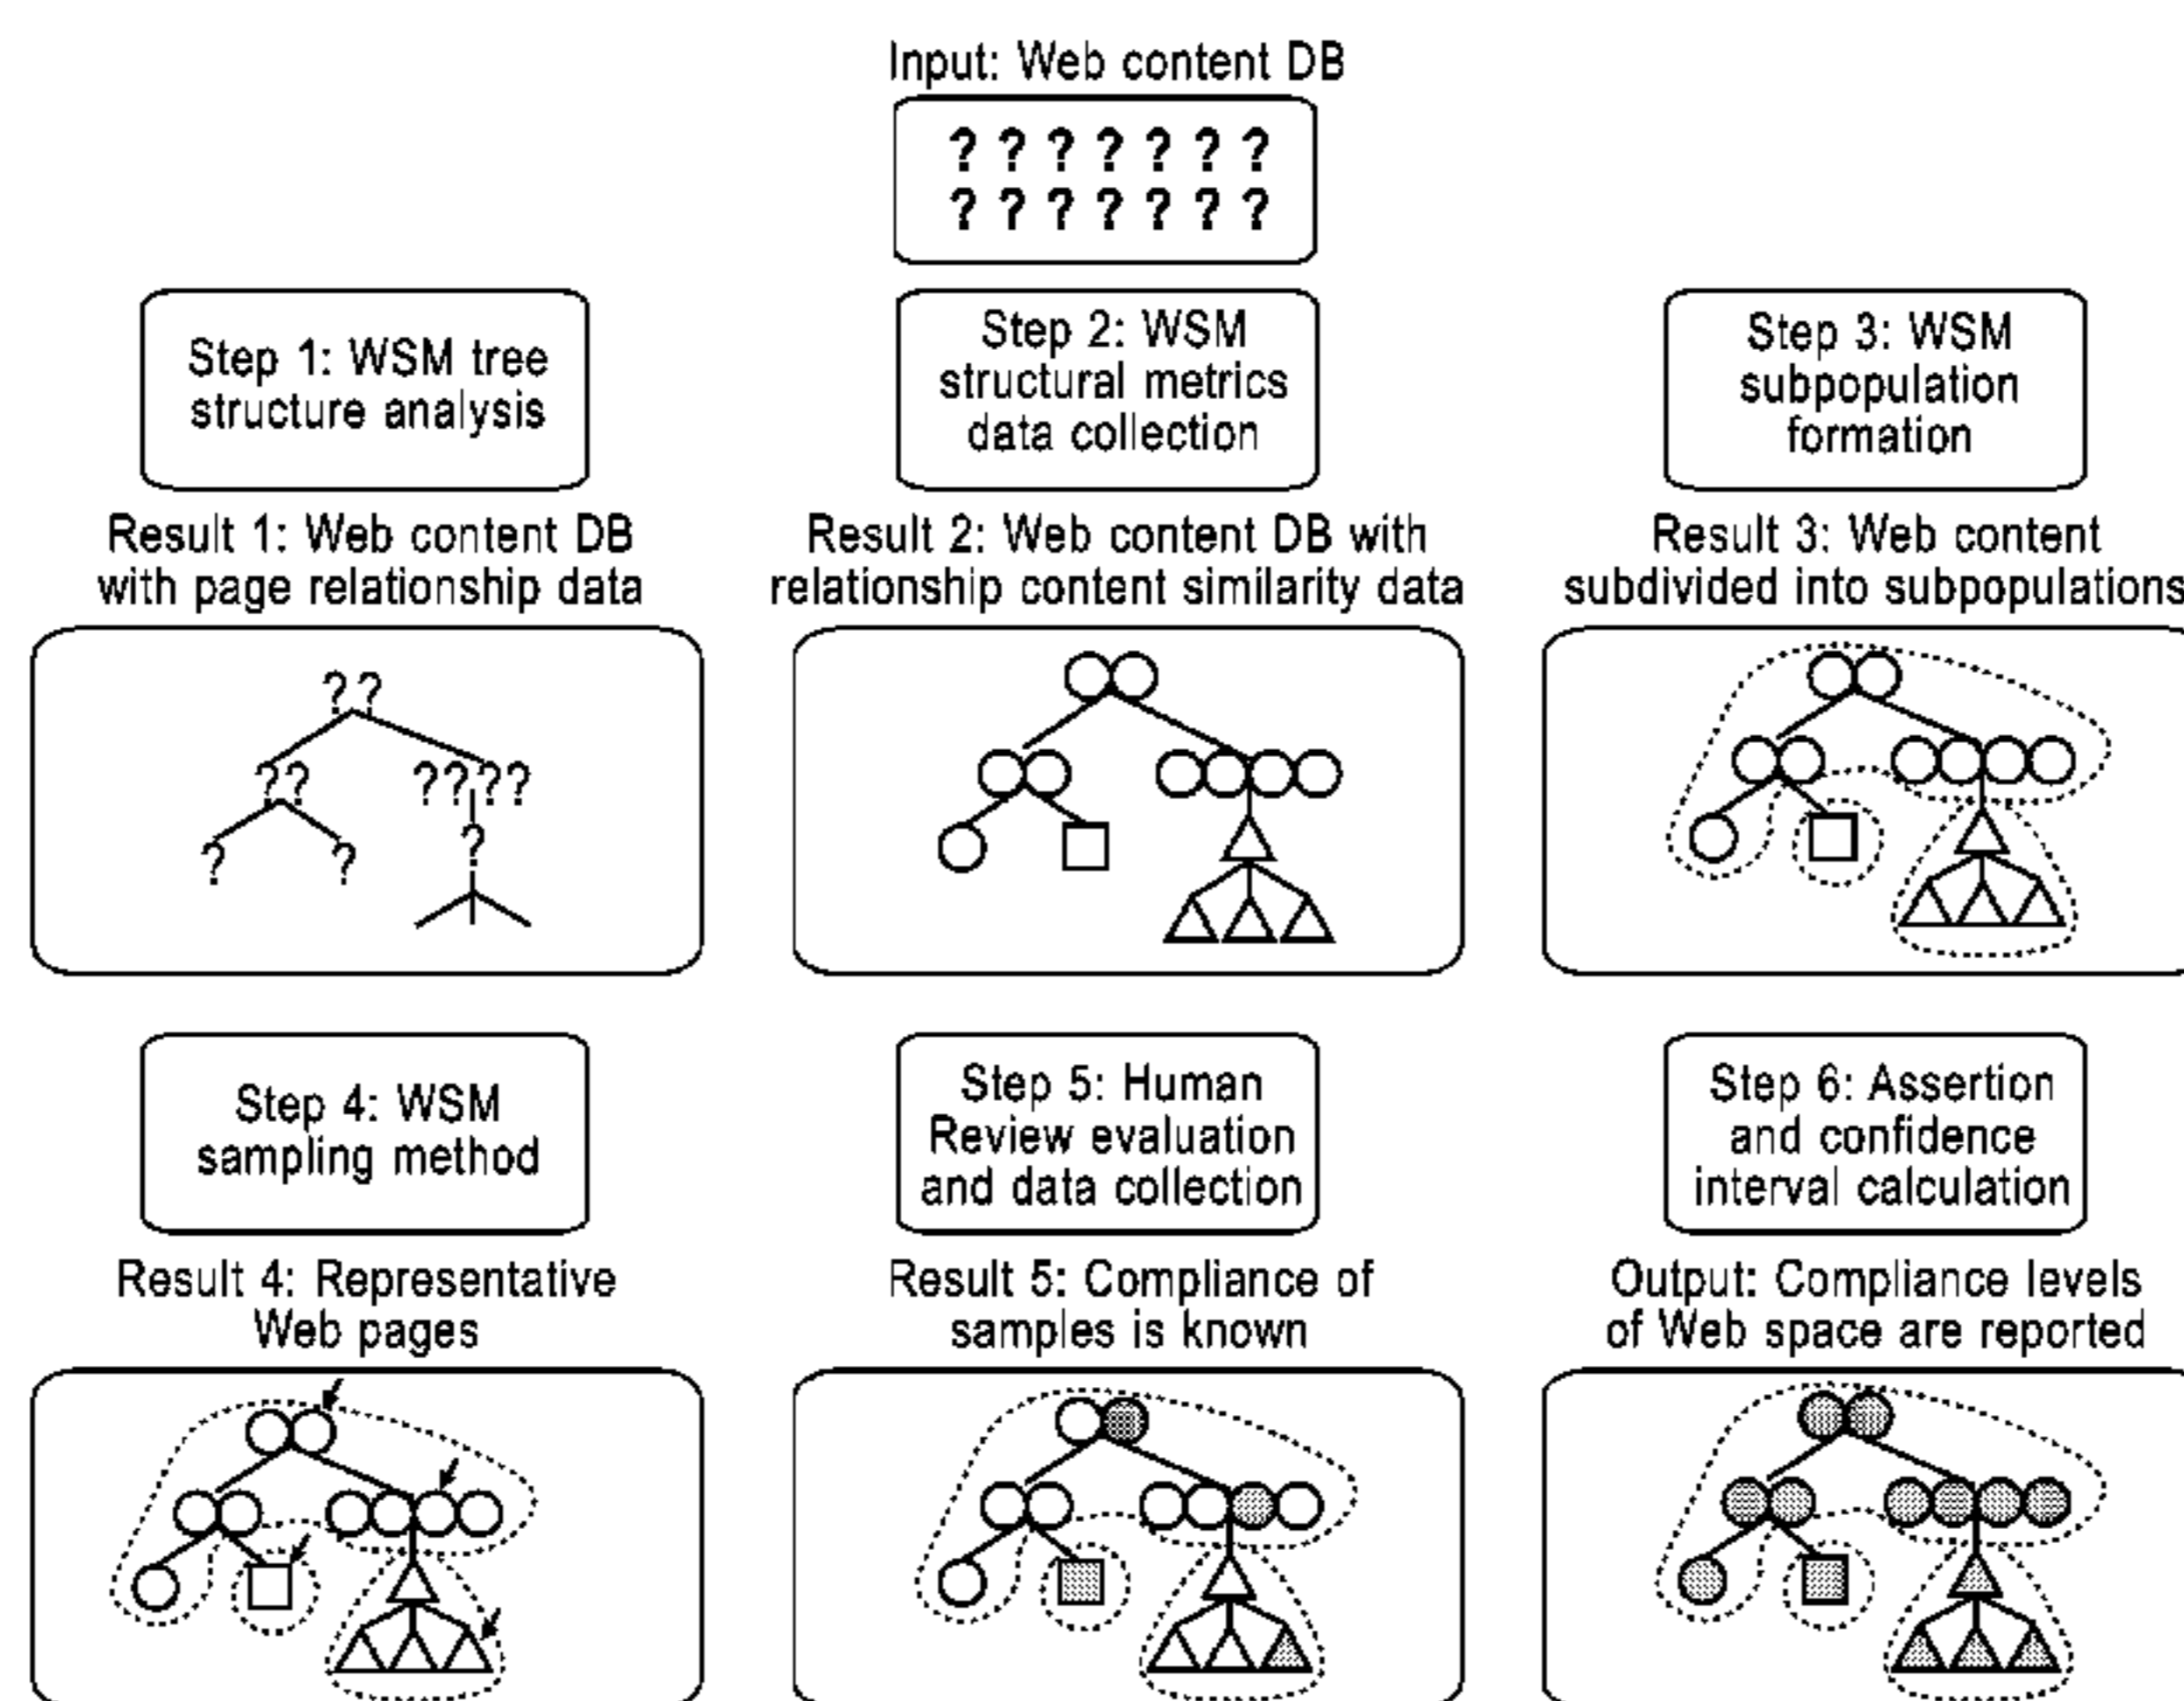 Input: Web content DB
? ? ? ? ? ? ?
? ? ? ? ? ? ?
Step 1: WSM tree
structure analysis
Step 2: WSM
structural metrics
data collection
Step 3: WSM
subpopulation
formation
Result 1: Web content DB
with page relationship data
Result 2: Web content DB with
relationship content similarity data
Result 3: Web content
subdivided into subpopulations
??
?? ????
?
? ?
Step 4: WSM
sampling method
Step 5: Human
Review evaluation
and data collection
Step 6: Assertion
and confidence
interval calculation
Result 4: Representative
Web pages
Result 5: Compliance of
samples is known
Output: Compliance levels
of Web space are reported